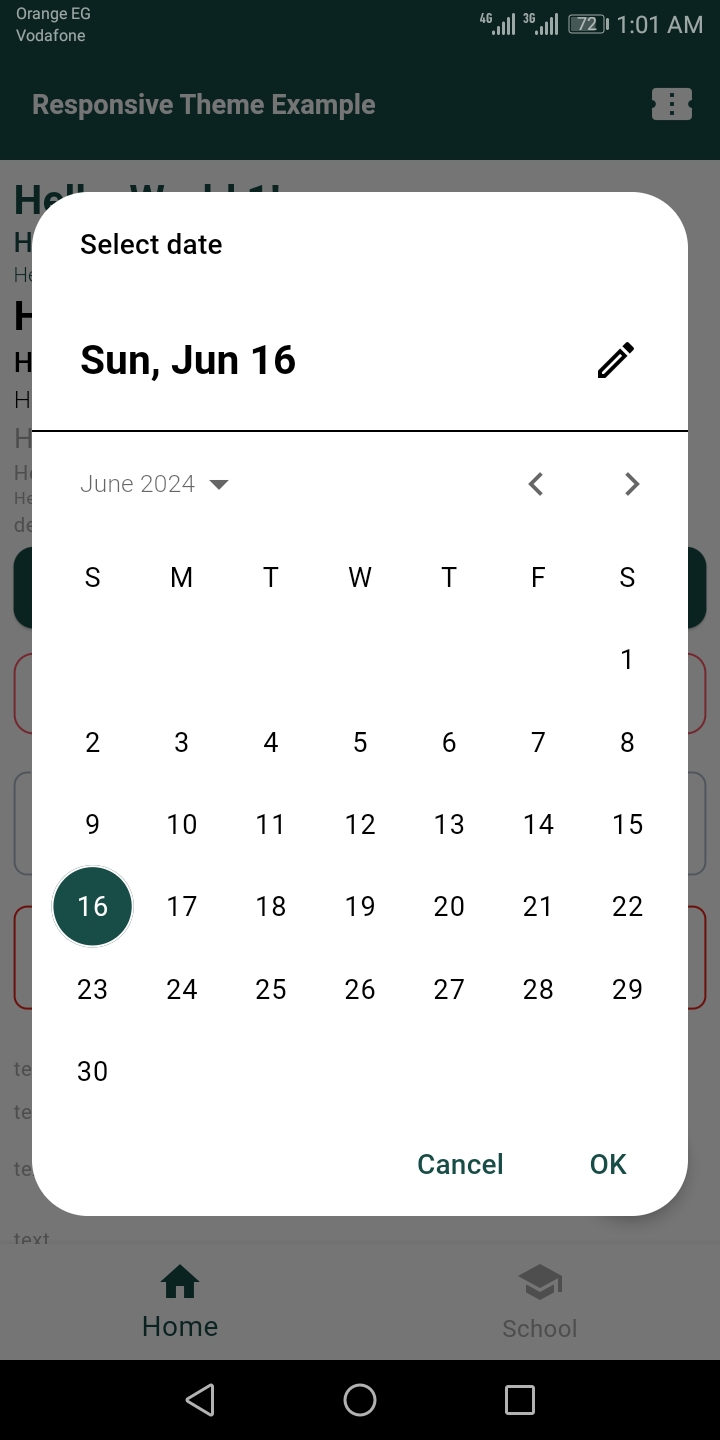 Orange EG
Vodafone
4G 3G 72 1:01 AM
Responsive Theme Example
Select date
Sun, Jun 16
June 2024
S M T W T F S
1
2 3 4 5 6 7 8
9 10 11 12 13 14 15
16 17 18 19 20 21 22
23 24 25 26 27 28 29
30
Cancel OK
text
Home School